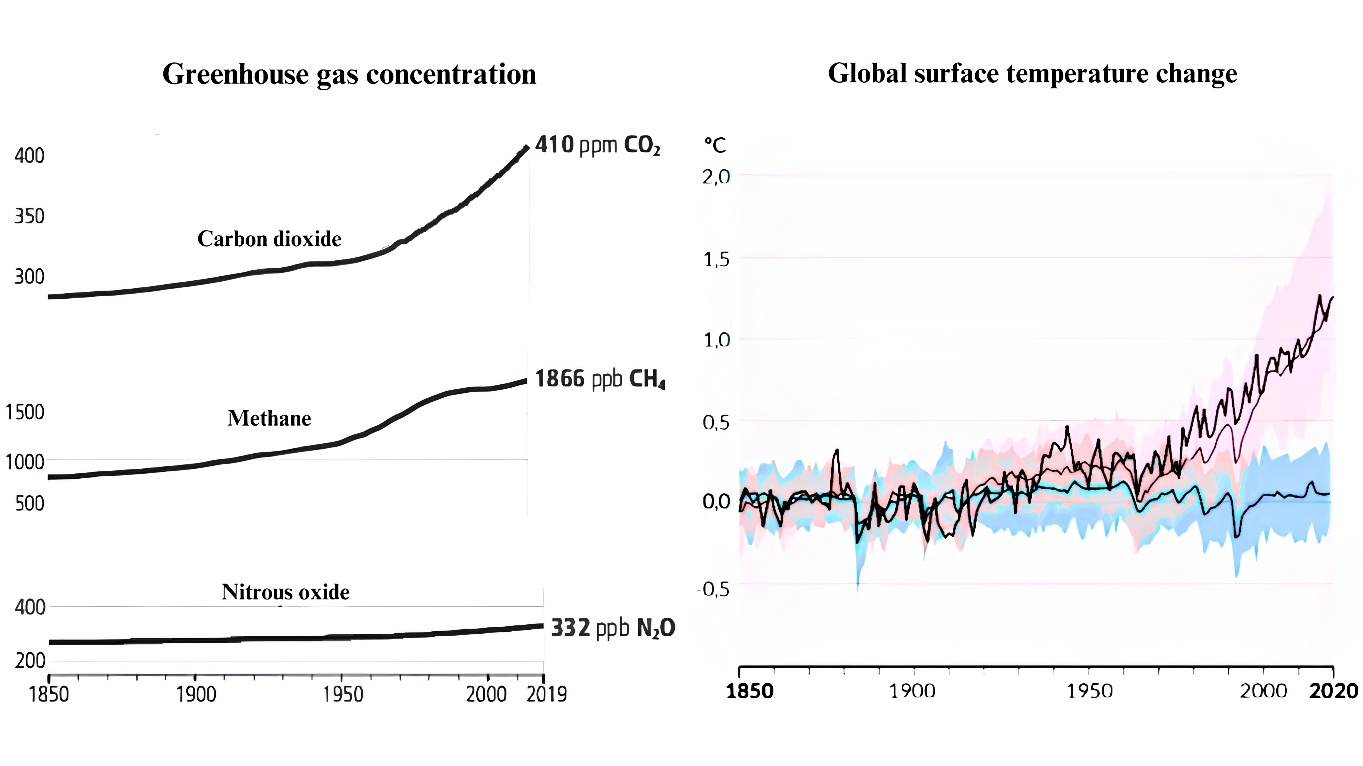 Greenhouse gas concentration
400
410 ppm CO₂
350
Carbon dioxide
300
1866 ppb CH₄
1500
Methane
1000
500
Nitrous oxide
400
332 ppb N₂O
200
1850 1900 1950 2000 2019
Global surface temperature change
°C
2,0
1,5
1,0
0,5
0,0
-0,5
1850 1900 1950 2000 2020